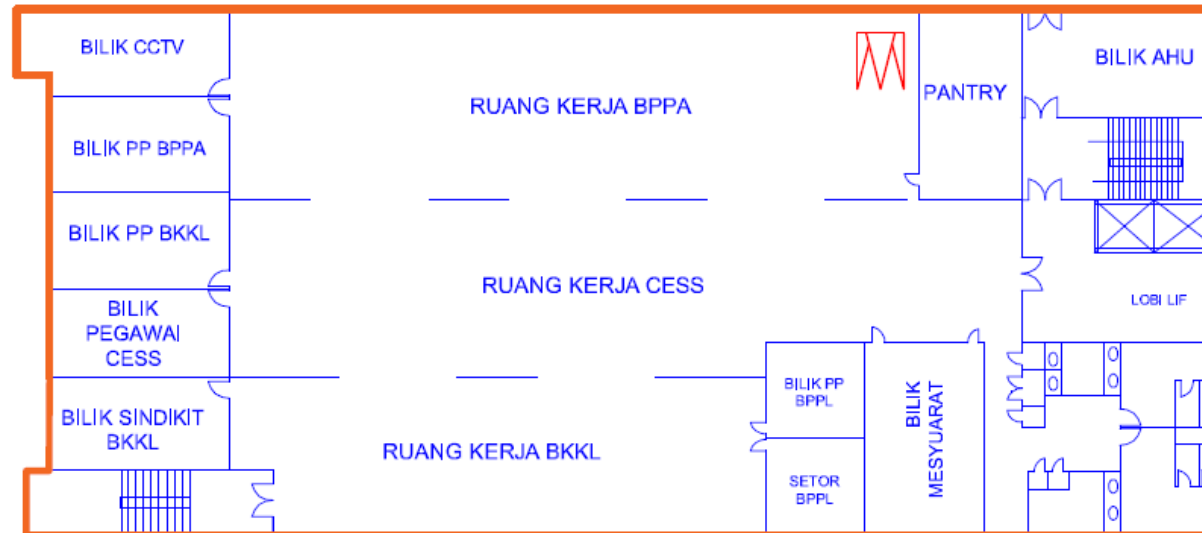 BILIK CCTV
BILIK AHU
PANTRY
RUANG KERJA BPPA
BILIK PP BPPA
BILIK PP BKKL
RUANG KERJA CESS
LOBI LIF
BILIK
PEGAWAI
CESS
BILIK PP
BPPL
BILIK
MESYUARAT
BILIK SINDIKIT
BKKL
RUANG KERJA BKKL
SETOR
BPPL